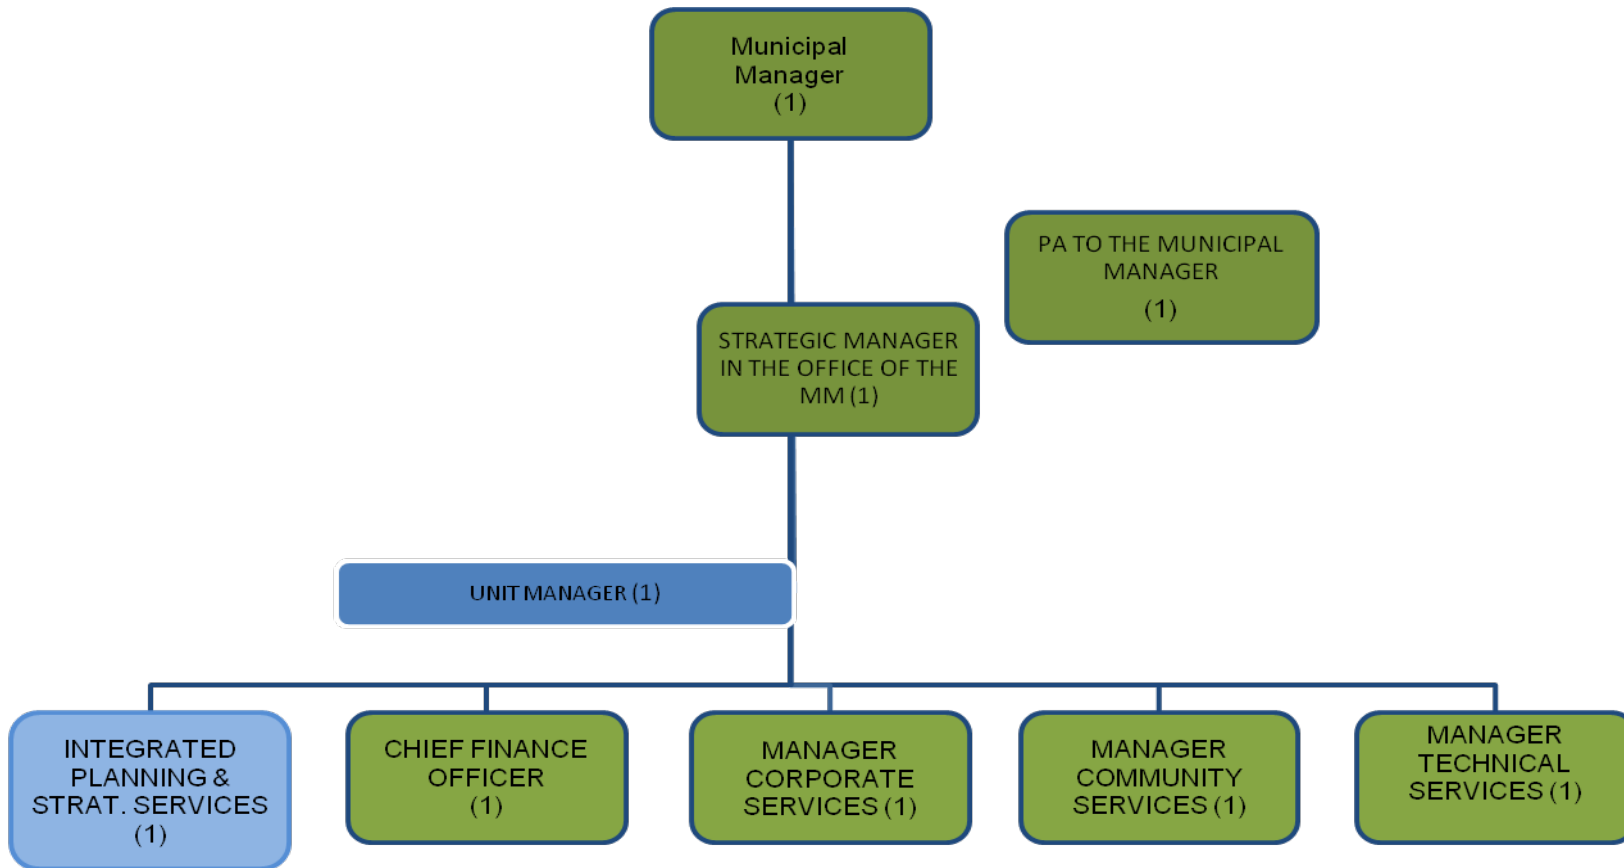 Municipal
Manager
(1)
PA TO THE MUNICIPAL
MANAGER
(1)
STRATEGIC MANAGER
IN THE OFFICE OF THE
MM (1)
UNIT MANAGER (1)
INTEGRATED
PLANNING &
STRAT. SERVICES
(1)
CHIEF FINANCE
OFFICER
(1)
MANAGER
CORPORATE
SERVICES (1)
MANAGER
COMMUNITY
SERVICES (1)
MANAGER
TECHNICAL
SERVICES (1)